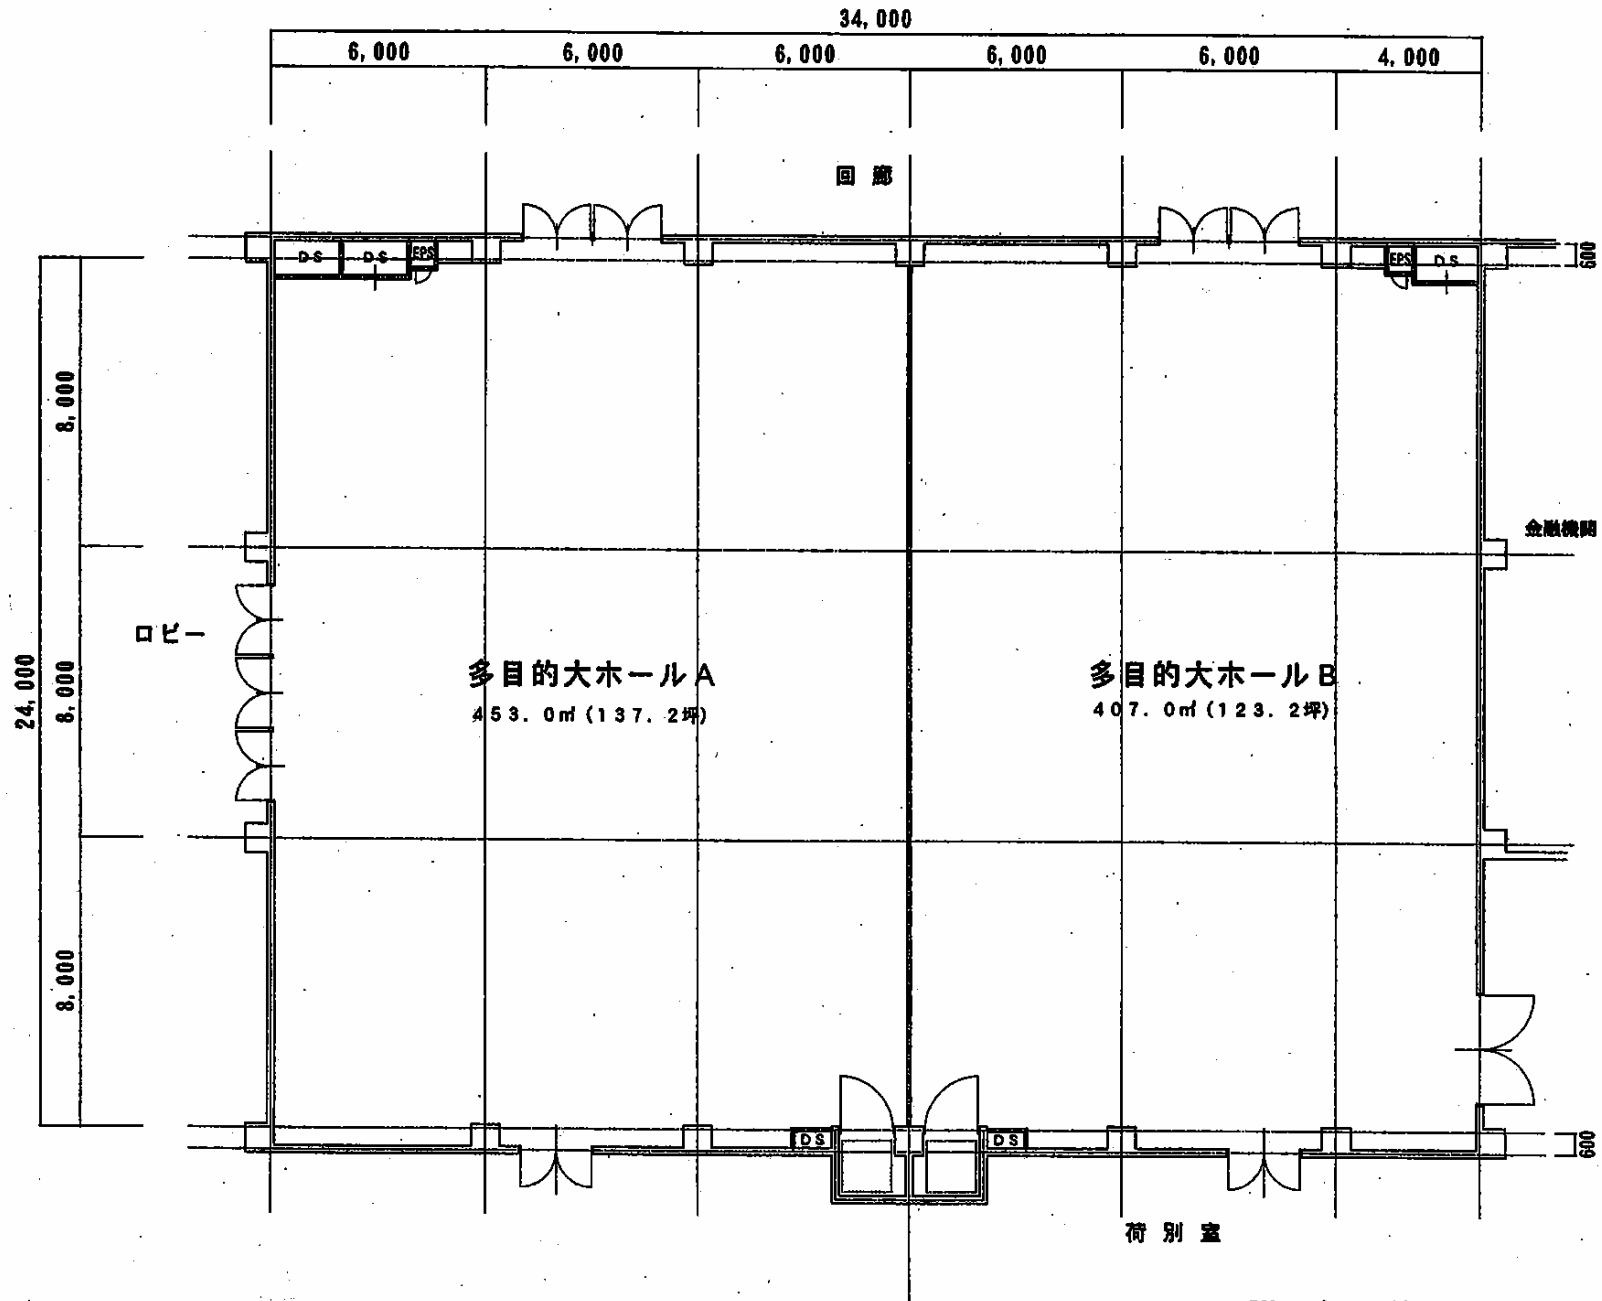 34,000
6,000 6,000 6,000 6,000 6,000 4,000
回廊
DS DS EPS
EPS DS
600
8,000
金融機関
ロビー
24,000
8,000
多目的大ホールA
453.0㎡(137.2坪)
多目的大ホールB
407.0㎡(123.2坪)
8,000
DS DS
600
荷別室